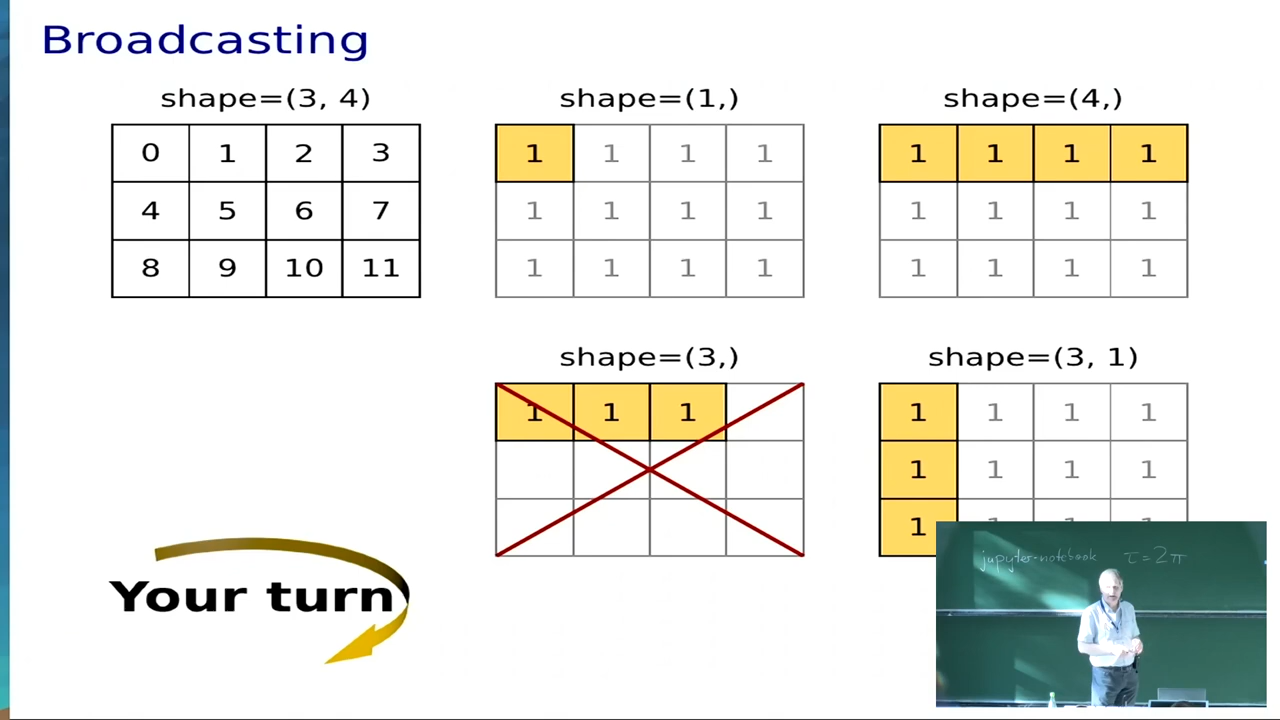 Broadcasting
shape=(3, 4)
0 1 2 3
4 5 6 7
8 9 10 11
shape=(1,)
1 1 1 1
1 1 1 1
1 1 1 1
shape=(4,)
1 1 1 1
1 1 1 1
1 1 1 1
shape=(3,)
1 1 1
shape=(3, 1)
1 1 1 1
1 1 1 1
1 1 1 1
Your turn
jupyter-notebook τ=2π